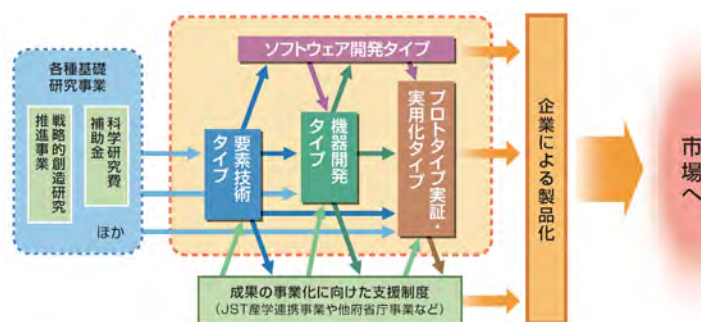 各種基礎
研究事業
戦略的創造研究
推進事業
科学研究費
補助金
ほか
ソフトウェア開発タイプ
要素技術
タイプ
機器開発
タイプ
プロトタイプ実証・
実用化タイプ
成果の事業化に向けた支援制度
(JST産学連携事業や他府省庁事業など)
企業による製品化
市場へ